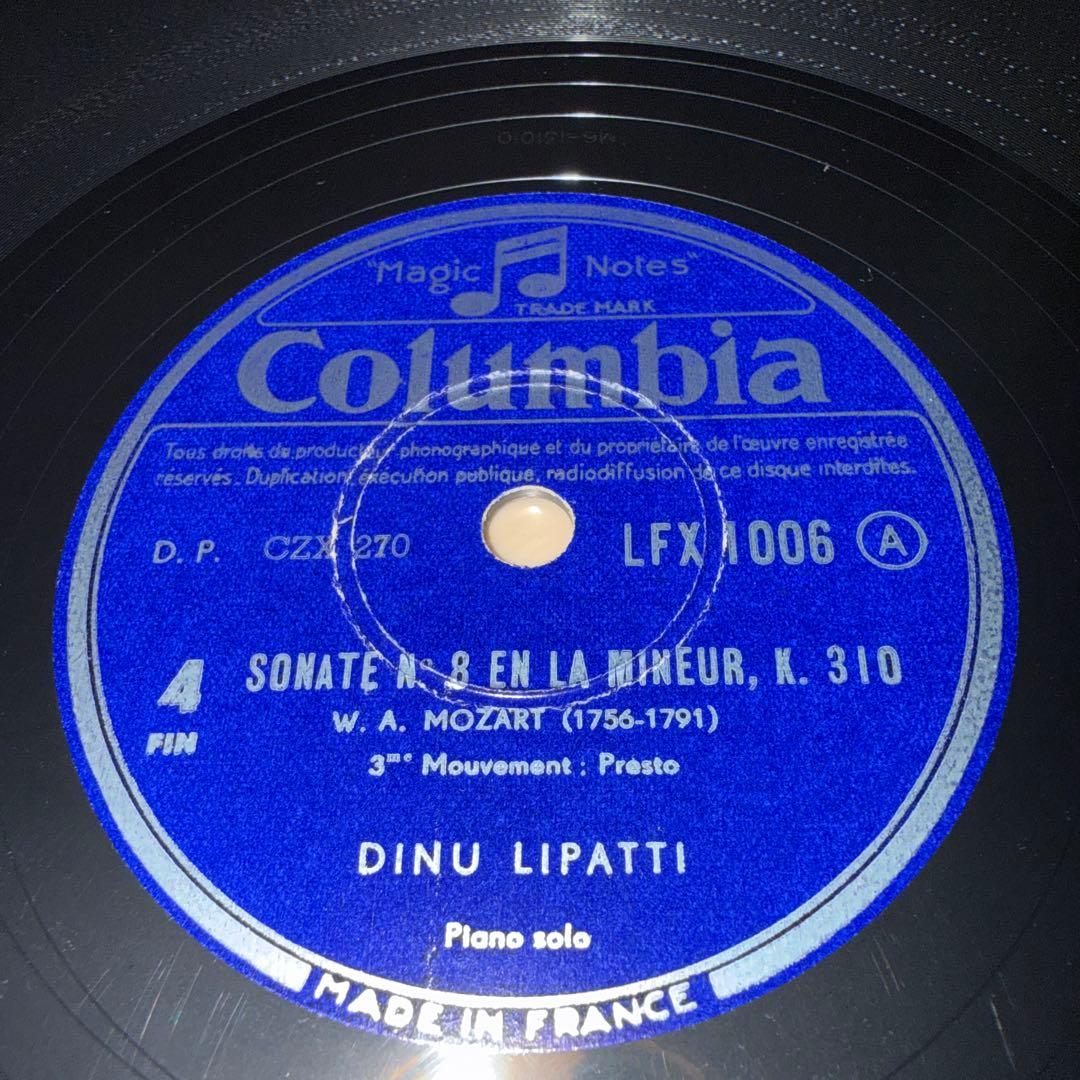 "Magic Notes"
TRADE MARK
Columbia
Tous droits du producteur phonographique et du propriétaire de l'œuvre enregistrée
réservés. Duplication, exécution publique, radiodiffusion de ce disque interdites.
D. P. CZX 270 LFX 1006 A
4 SONATE No 8 EN LA MINEUR, K. 310
FIN W. A. MOZART (1756-1791)
3me Mouvement : Presto
DINU LIPATTI
Piano solo
MADE IN FRANCE